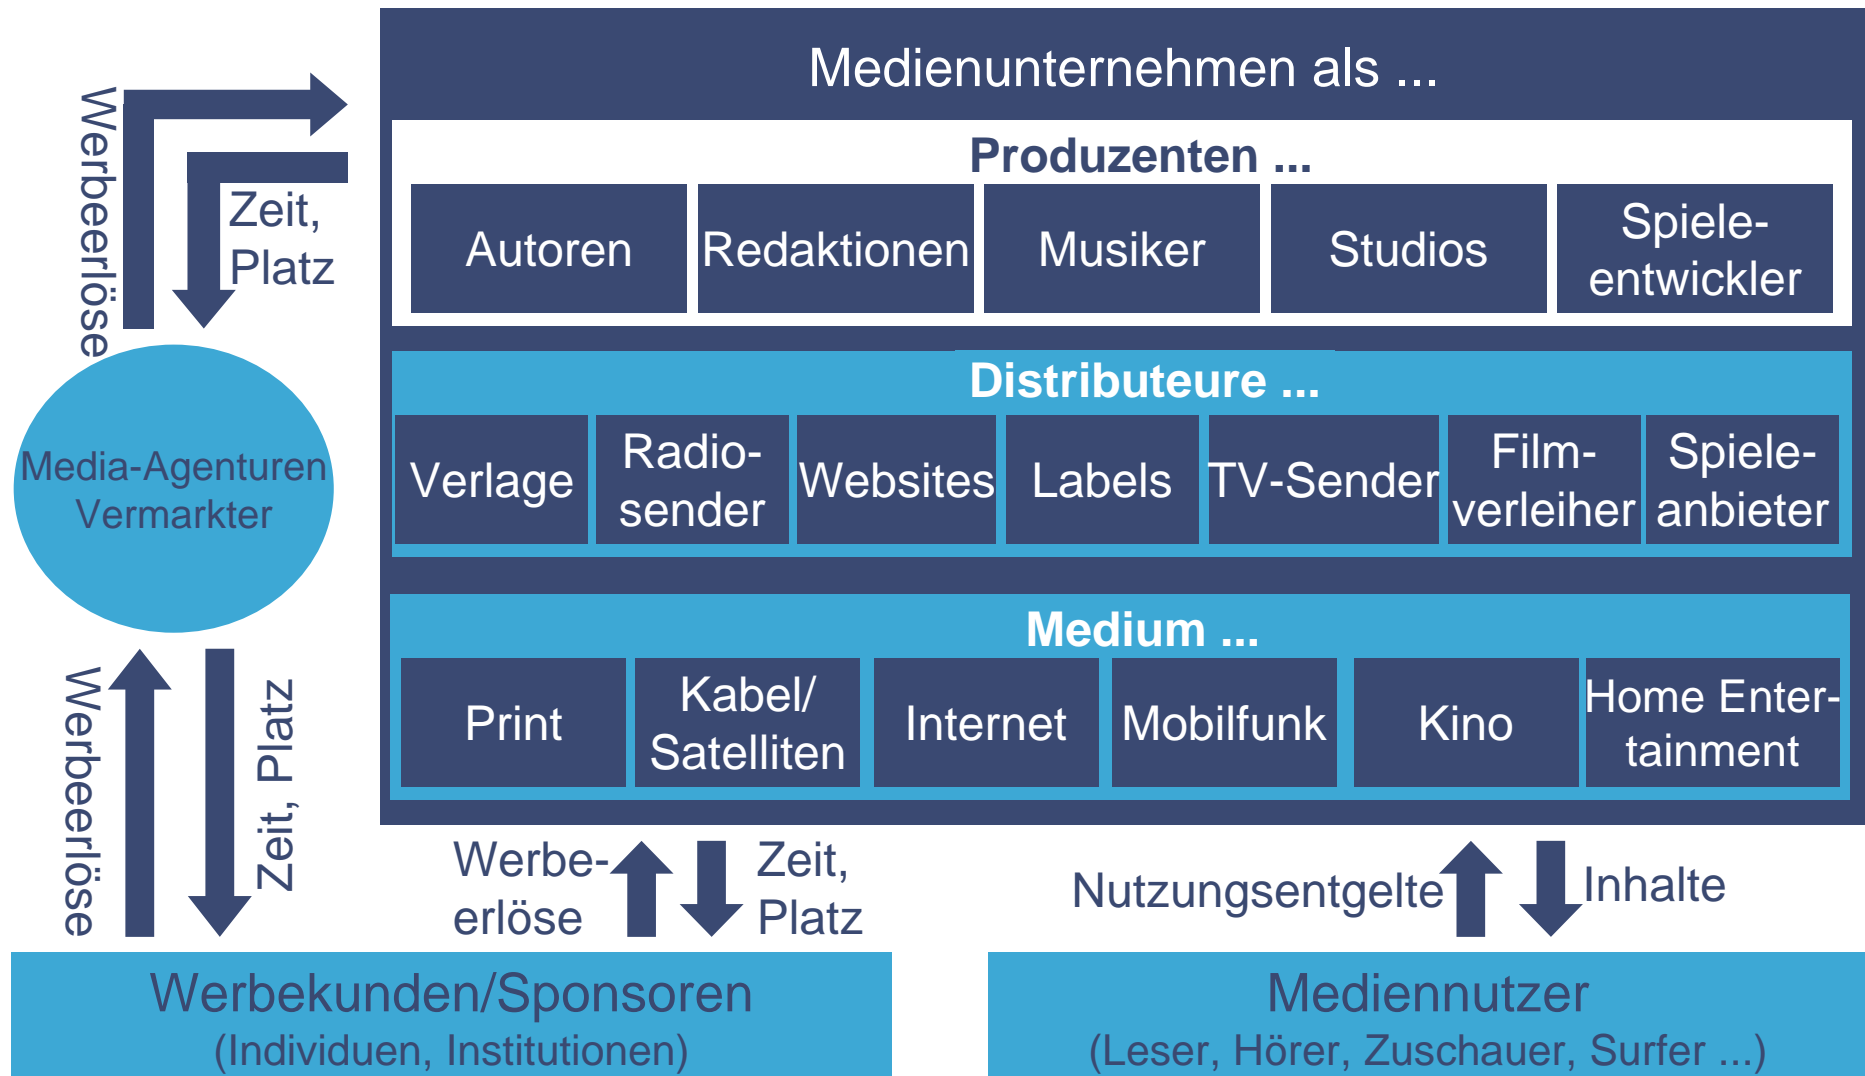 Medienunternehmen als ...
Produzenten ...
Autoren
Redaktionen
Musiker
Studios
Spiele-
entwickler
Distributeure ...
Verlage
Radio-
sender
Websites
Labels
TV-Sender
Film-
verleiher
Spiele-
anbieter
Medium ...
Print
Kabel/
Satelliten
Internet
Mobilfunk
Kino
Home Enter-
tainment
Werbeerlöse
Zeit,
Platz
Media-Agenturen
Vermarkter
Werbeerlöse
Zeit, Platz
Werbe-
erlöse
Zeit,
Platz
Nutzungsentgelte
Inhalte
Werbekunden/Sponsoren
(Individuen, Institutionen)
Mediennutzer
(Leser, Hörer, Zuschauer, Surfer ...)